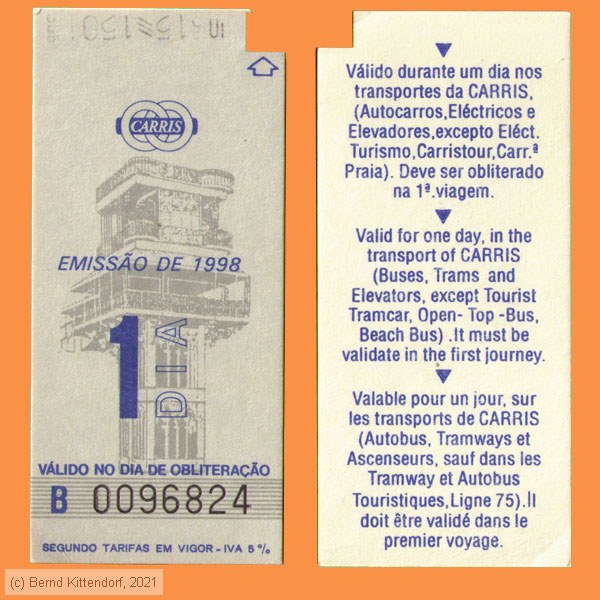 CARRIS
EMISSÃO DE 1998
1
DIA
VÁLIDO NO DIA DE OBLITERAÇÃO
B 0096824
SEGUNDO TARIFAS EM VIGOR - IVA 5%
Válido durante um dia nos
transportes da CARRIS,
(Autocarros,Eléctricos e
Elevadores,excepto Eléct.
Turismo,Carristour,Carr.ª
Praia). Deve ser obliterado
na 1ª.viagem.
Valid for one day, in the
transport of CARRIS
(Buses, Trams and
Elevators, except Tourist
Tramcar, Open- Top -Bus,
Beach Bus) .It must be
validate in the first journey.
Valable pour un jour, sur
les transports de CARRIS
(Autobus, Tramways et
Ascenseurs, sauf dans les
Tramway et Autobus
Touristiques,Ligne 75).Il
doit être validé dans le
premier voyage.
(c) Bernd Kittendorf, 2021